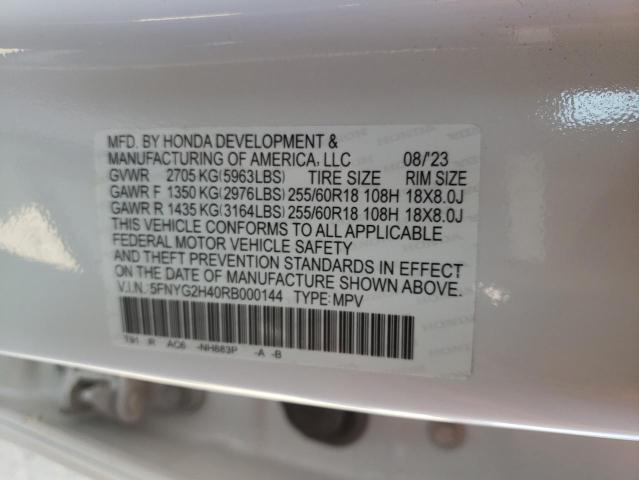 MFD. BY HONDA DEVELOPMENT &
MANUFACTURING OF AMERICA, LLC 08/'23
GVWR 2705 KG(5963LBS) TIRE SIZE RIM SIZE
GAWR F 1350 KG(2976LBS) 255/60R18 108H 18X8.0J
GAWR R 1435 KG(3164LBS) 255/60R18 108H 18X8.0J
THIS VEHICLE CONFORMS TO ALL APPLICABLE
FEDERAL MOTOR VEHICLE SAFETY
AND THEFT PREVENTION STANDARDS IN EFFECT
ON THE DATE OF MANUFACTURE SHOWN ABOVE.
V.I.N.:5FNYG2H40RB000144 TYPE:MPV
T91 R AC6 -NH883P -A -B